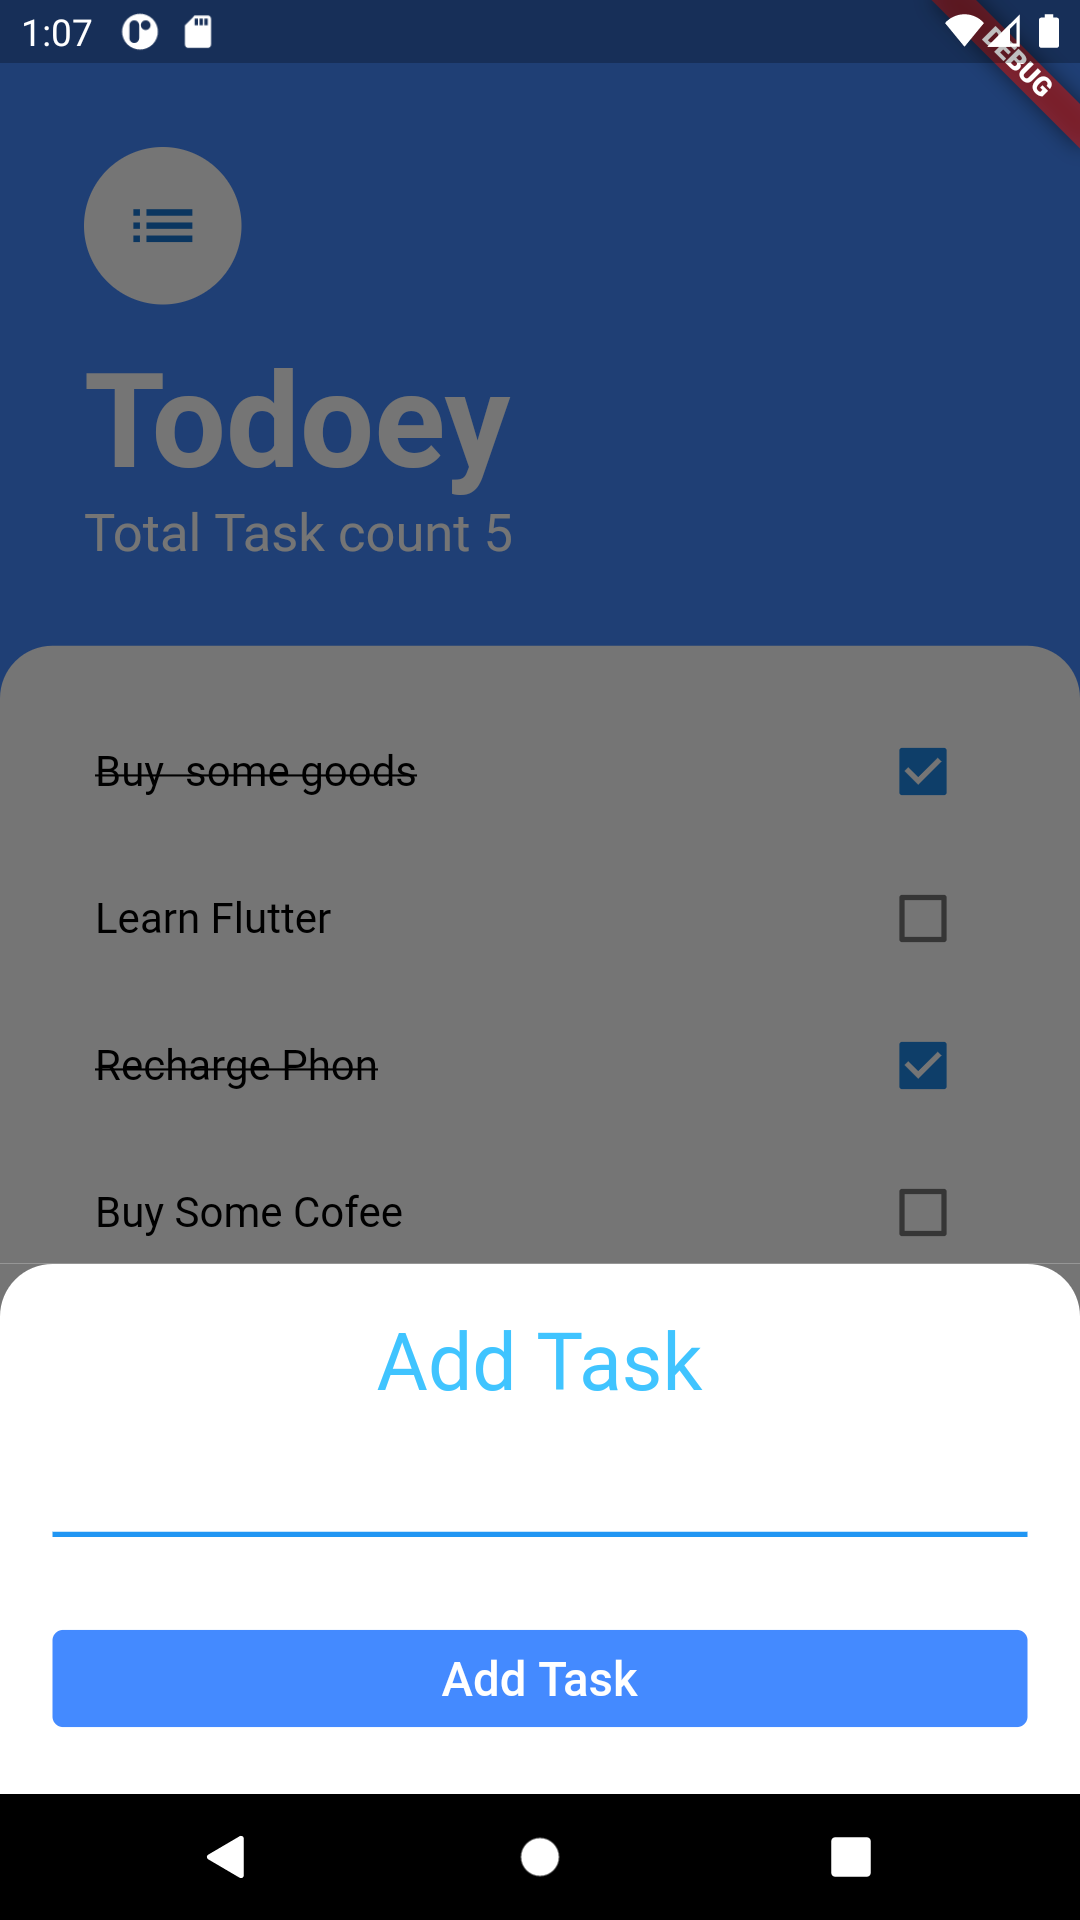 1:07
DEBUG
Todoey
Total Task count 5
Buy  some goods
Learn Flutter
Recharge Phon
Buy Some Cofee
Add Task
Add Task